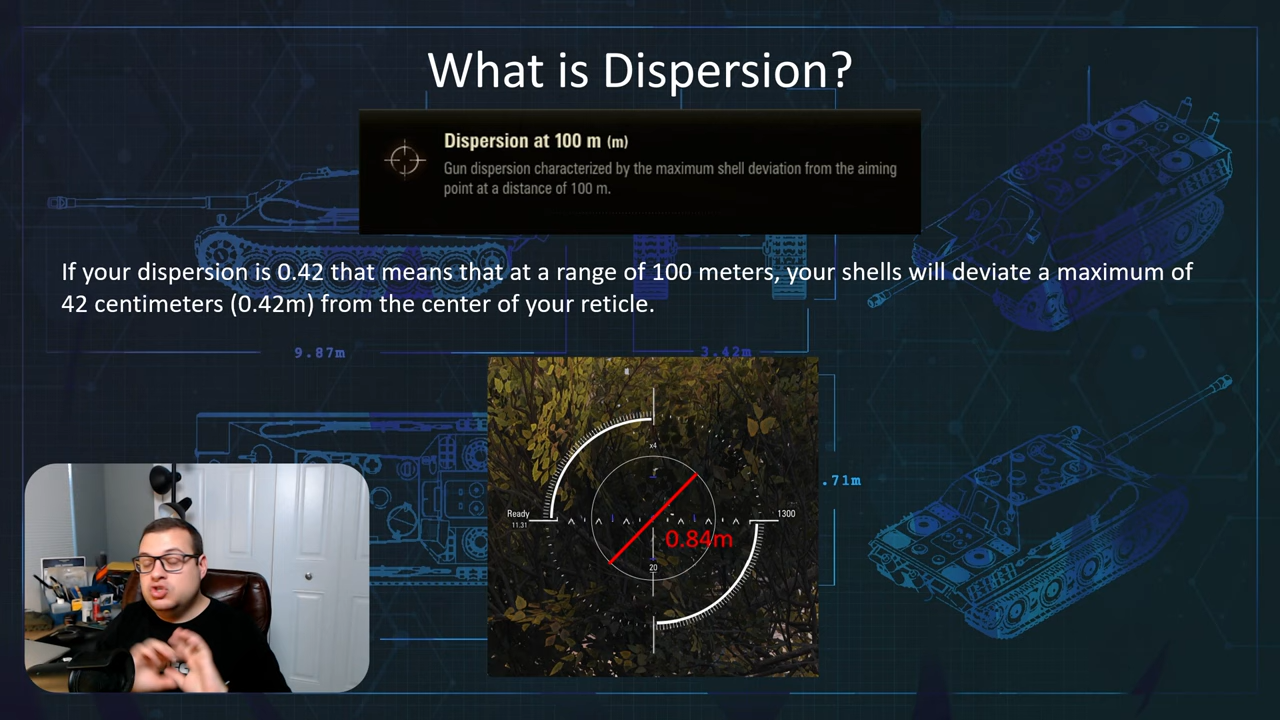 What is Dispersion?
Dispersion at 100 m (m)
Gun dispersion characterized by the maximum shell deviation from the aiming
point at a distance of 100 m.
If your dispersion is 0.42 that means that at a range of 100 meters, your shells will deviate a maximum of
42 centimeters (0.42m) from the center of your reticle.
9.87m
3.42m
x4
.71m
Ready
11.31
1300
0.84m
20